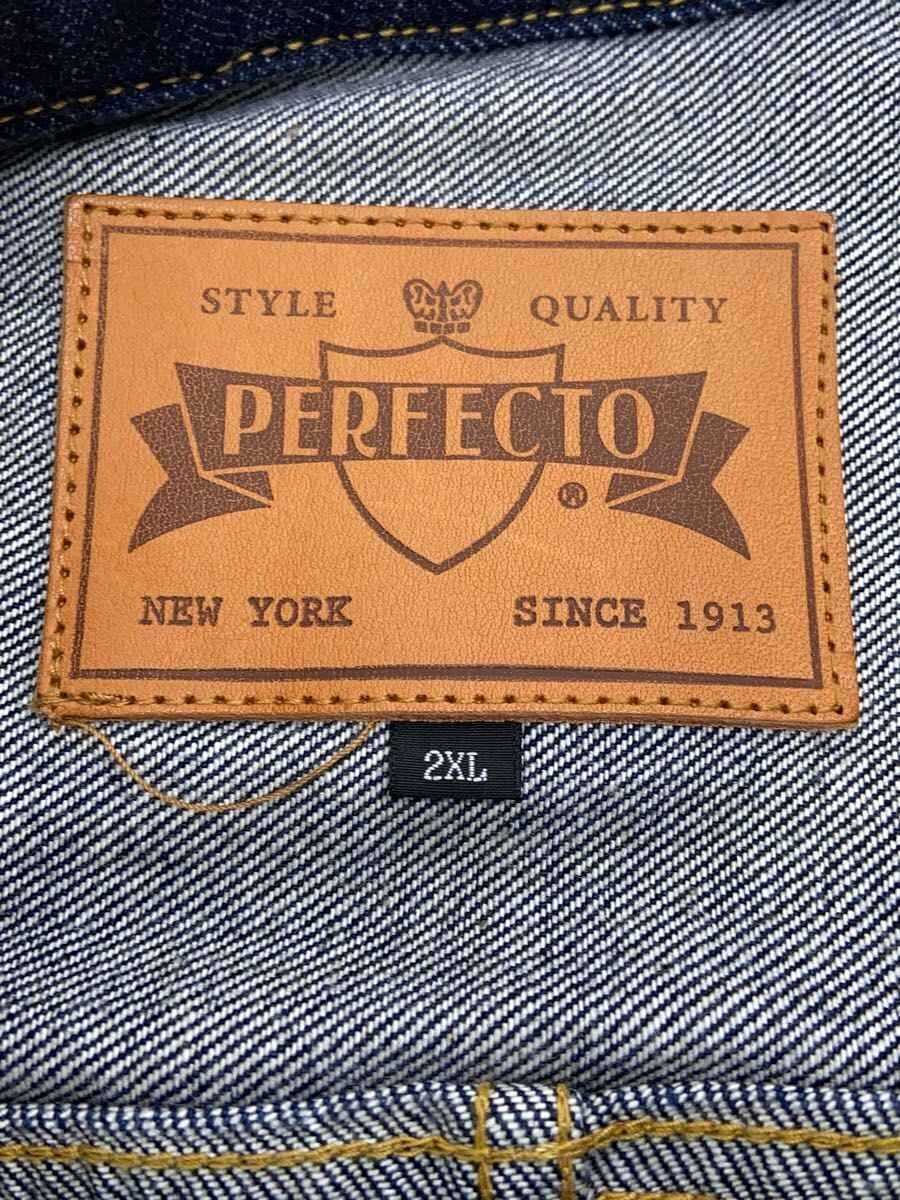 STYLE QUALITY
PERFECTO
®
NEW YORK SINCE 1913
2XL